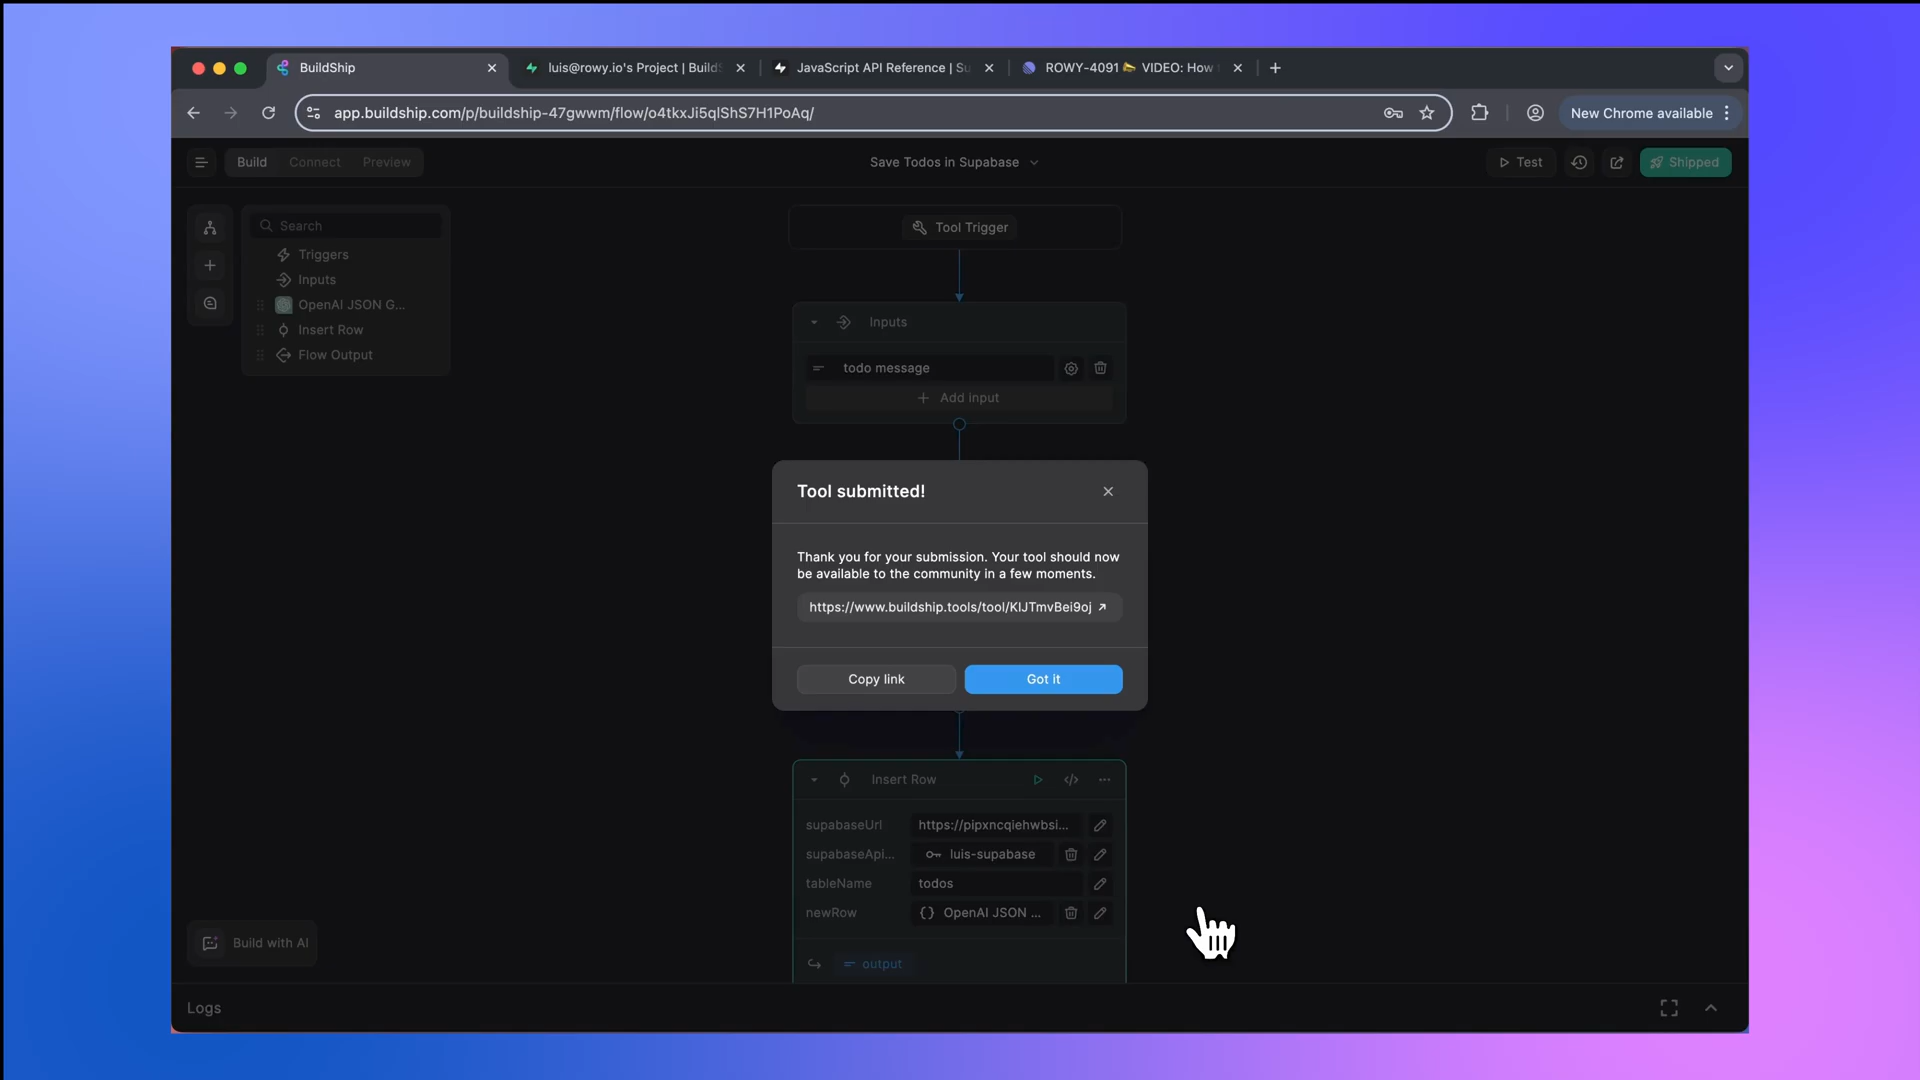 BuildShip
luis@rowy.io's Project | Build
JavaScript API Reference | Su
ROWY-4091 VIDEO: How
app.buildship.com/p/buildship-47gwwm/flow/o4tkxJi5qlShS7H1PoAq/
New Chrome available
Build
Connect
Preview
Save Todos in Supabase
Test
Shipped
Search
Triggers
Inputs
OpenAI JSON G...
Insert Row
Flow Output
Tool Trigger
Inputs
todo message
Add input
Tool submitted!
Thank you for your submission. Your tool should now
be available to the community in a few moments.
https://www.buildship.tools/tool/KIJTmvBei9oj
Copy link
Got it
Insert Row
supabaseUrl
https://pipxncqiehwbsi...
supabaseApi...
luis-supabase
tableName
todos
newRow
{} OpenAI JSON ...
output
Build with AI
Logs